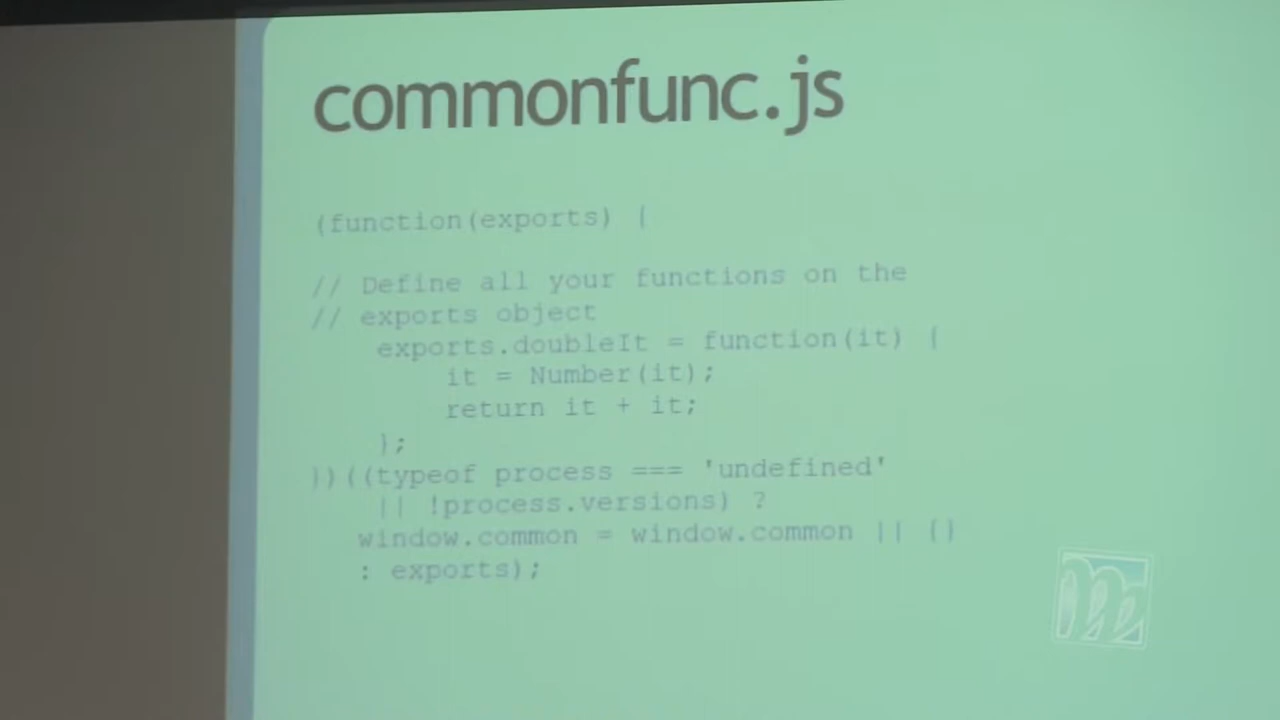 commonfunc.js
(function(exports) {
// Define all your functions on the
// exports object
exports.doubleIt = function(it) {
it = Number(it);
return it + it;
};
})((typeof process === 'undefined'
|| !process.versions) ?
window.common = window.common || {}
: exports);